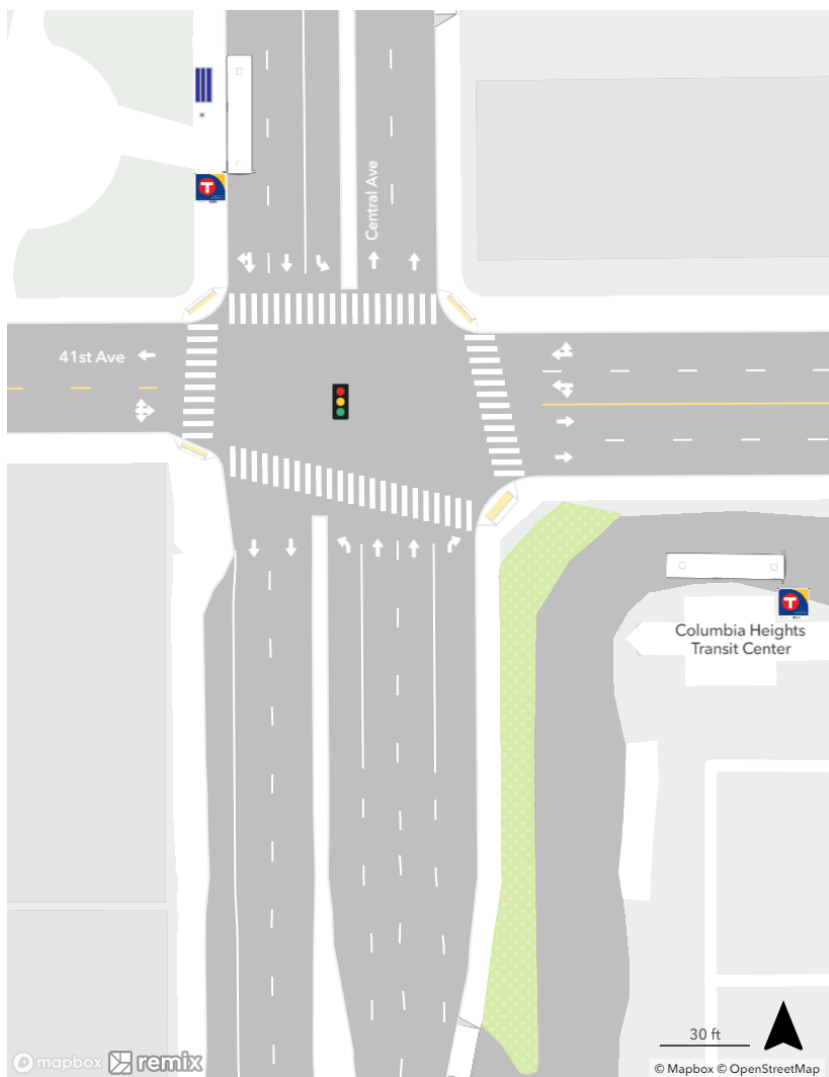 Central Ave
41st Ave
T
T
Columbia Heights
Transit Center
30 ft
mapbox remix
© Mapbox © OpenStreetMap